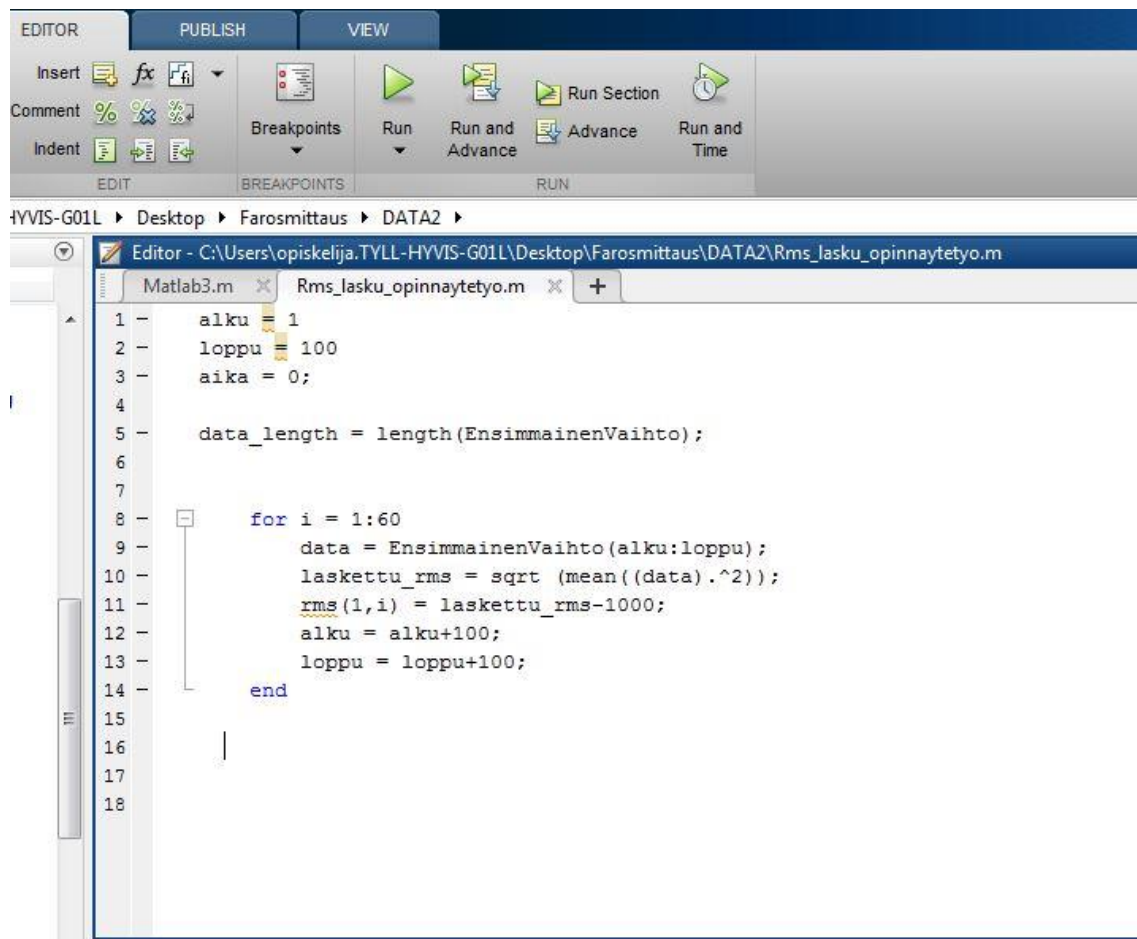 EDITOR PUBLISH VIEW
Insert fx fi
Comment
Indent
Breakpoints
Run
Run and Advance
Run Section
Advance
Run and Time
EDIT BREAKPOINTS RUN
HYVIS-G01L ▸ Desktop ▸ Farosmittaus ▸ DATA2 ▸
Editor - C:\Users\opiskelija.TYLL-HYVIS-G01L\Desktop\Farosmittaus\DATA2\Rms_lasku_opinnaytetyo.m
Matlab3.m Rms_lasku_opinnaytetyo.m +
1 - alku = 1
2 - loppu = 100
3 - aika = 0;
4
5 - data_length = length(EnsimmainenVaihto);
6
7
8 - for i = 1:60
9 - data = EnsimmainenVaihto(alku:loppu);
10 - laskettu_rms = sqrt (mean((data).^2));
11 - rms(1,i) = laskettu_rms-1000;
12 - alku = alku+100;
13 - loppu = loppu+100;
14 - end
15
16
17
18